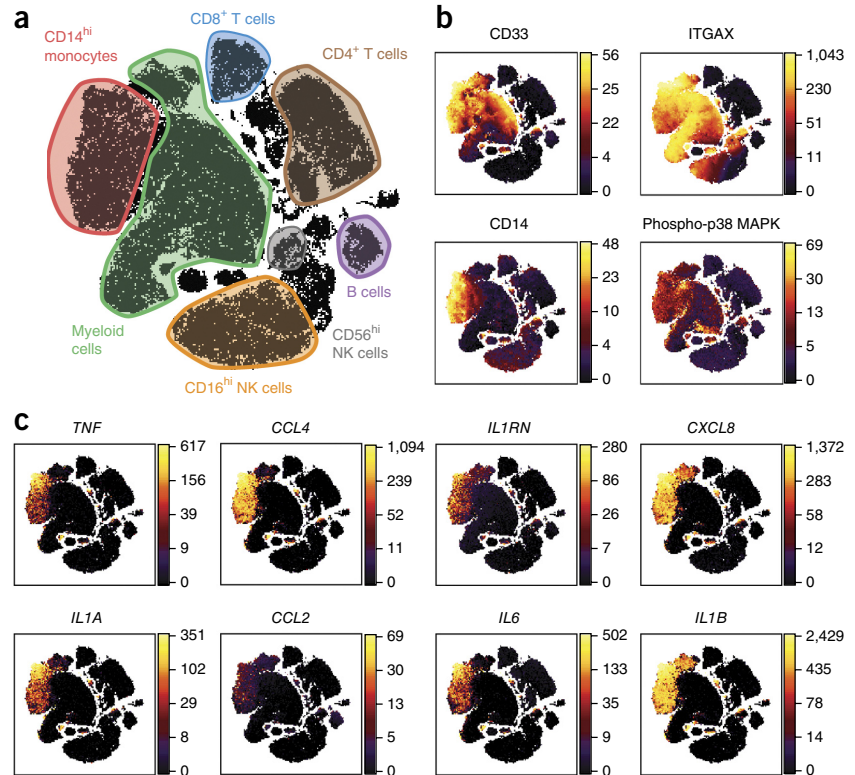 a
CD14hi
monocytes
CD8+ T cells
CD4+ T cells
B cells
CD56hi
NK cells
Myeloid
cells
CD16hi NK cells
b
CD33
56
25
22
4
0
ITGAX
1,043
230
51
11
0
CD14
48
23
10
4
0
Phospho-p38 MAPK
69
30
13
5
0
c
TNF
617
156
39
9
0
CCL4
1,094
239
52
11
0
IL1RN
280
86
26
7
0
CXCL8
1,372
283
58
12
0
IL1A
351
102
29
8
0
CCL2
69
30
13
5
0
IL6
502
133
35
9
0
IL1B
2,429
435
78
14
0